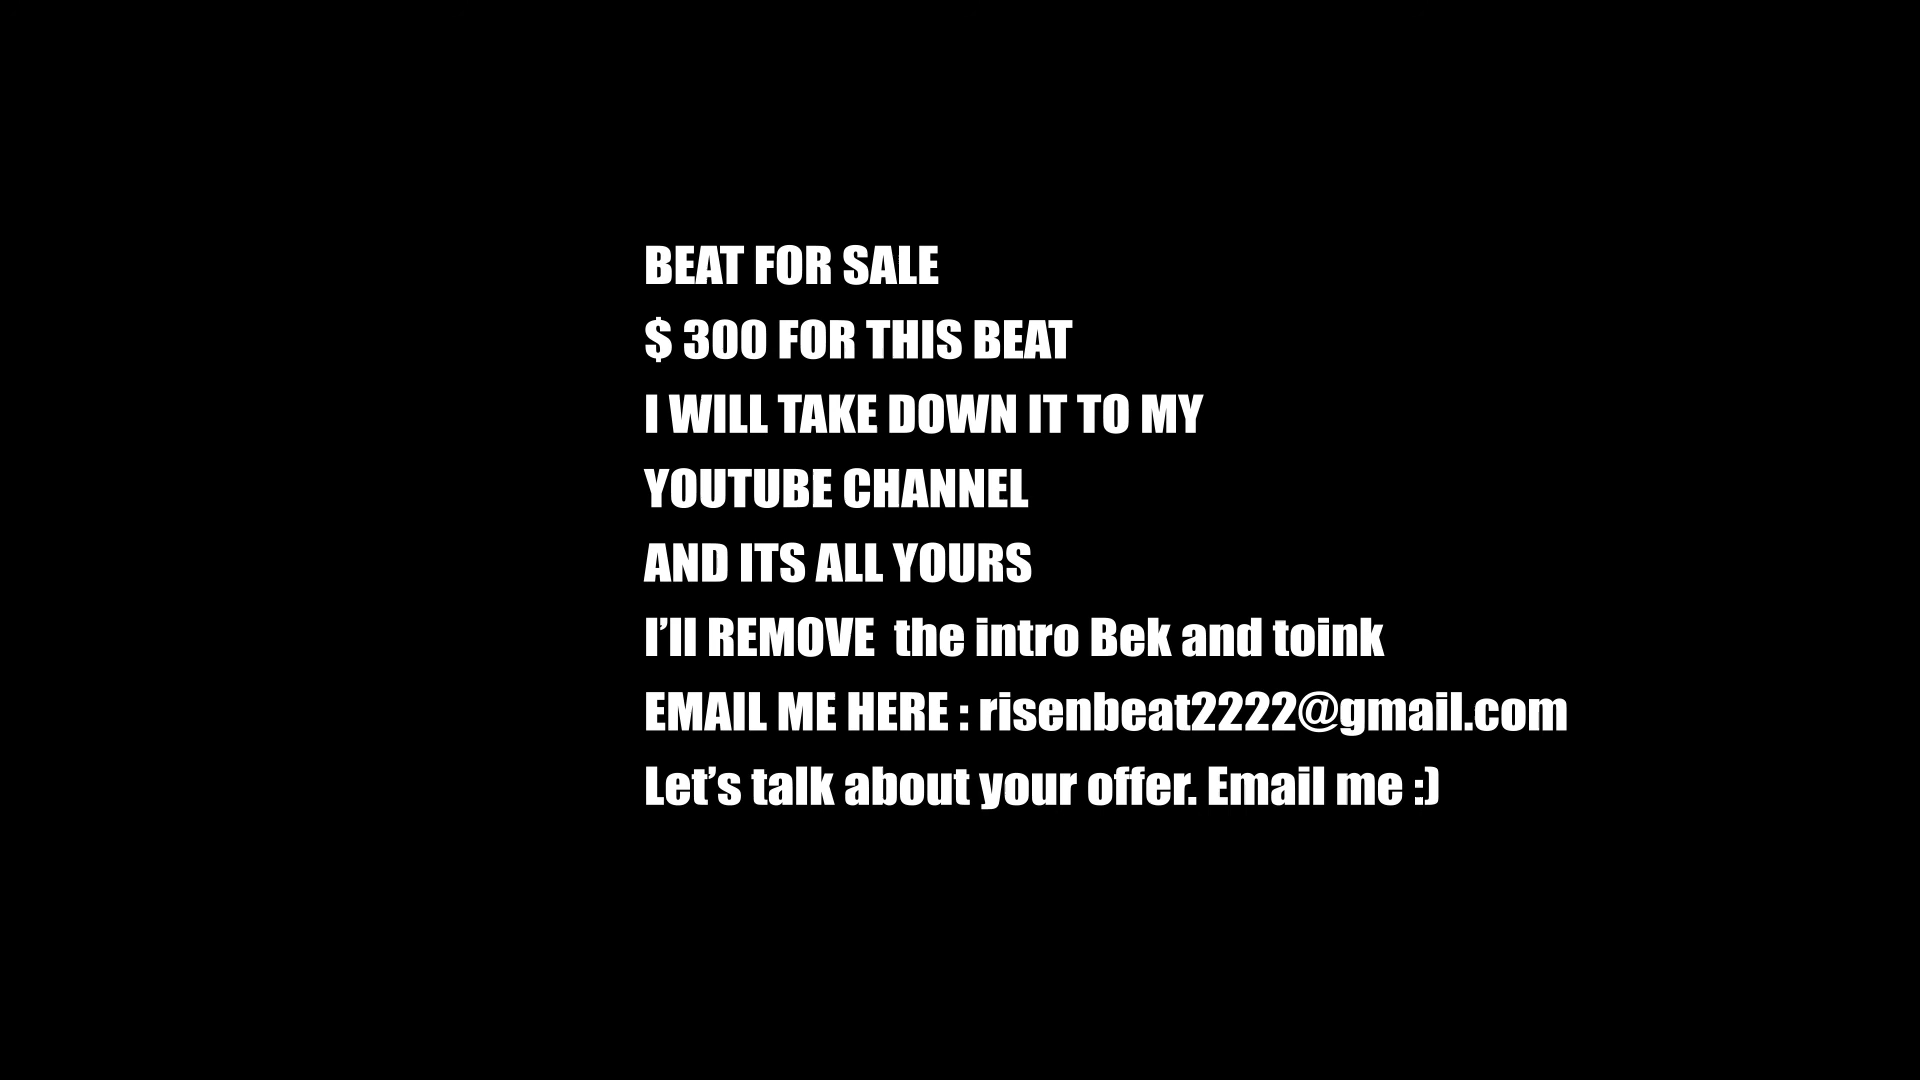 BEAT FOR SALE
$ 300 FOR THIS BEAT
I WILL TAKE DOWN IT TO MY
YOUTUBE CHANNEL
AND ITS ALL YOURS
I’ll REMOVE  the intro Bek and toink
EMAIL ME HERE : risenbeat2222@gmail.com
Let’s talk about your offer. Email me :)